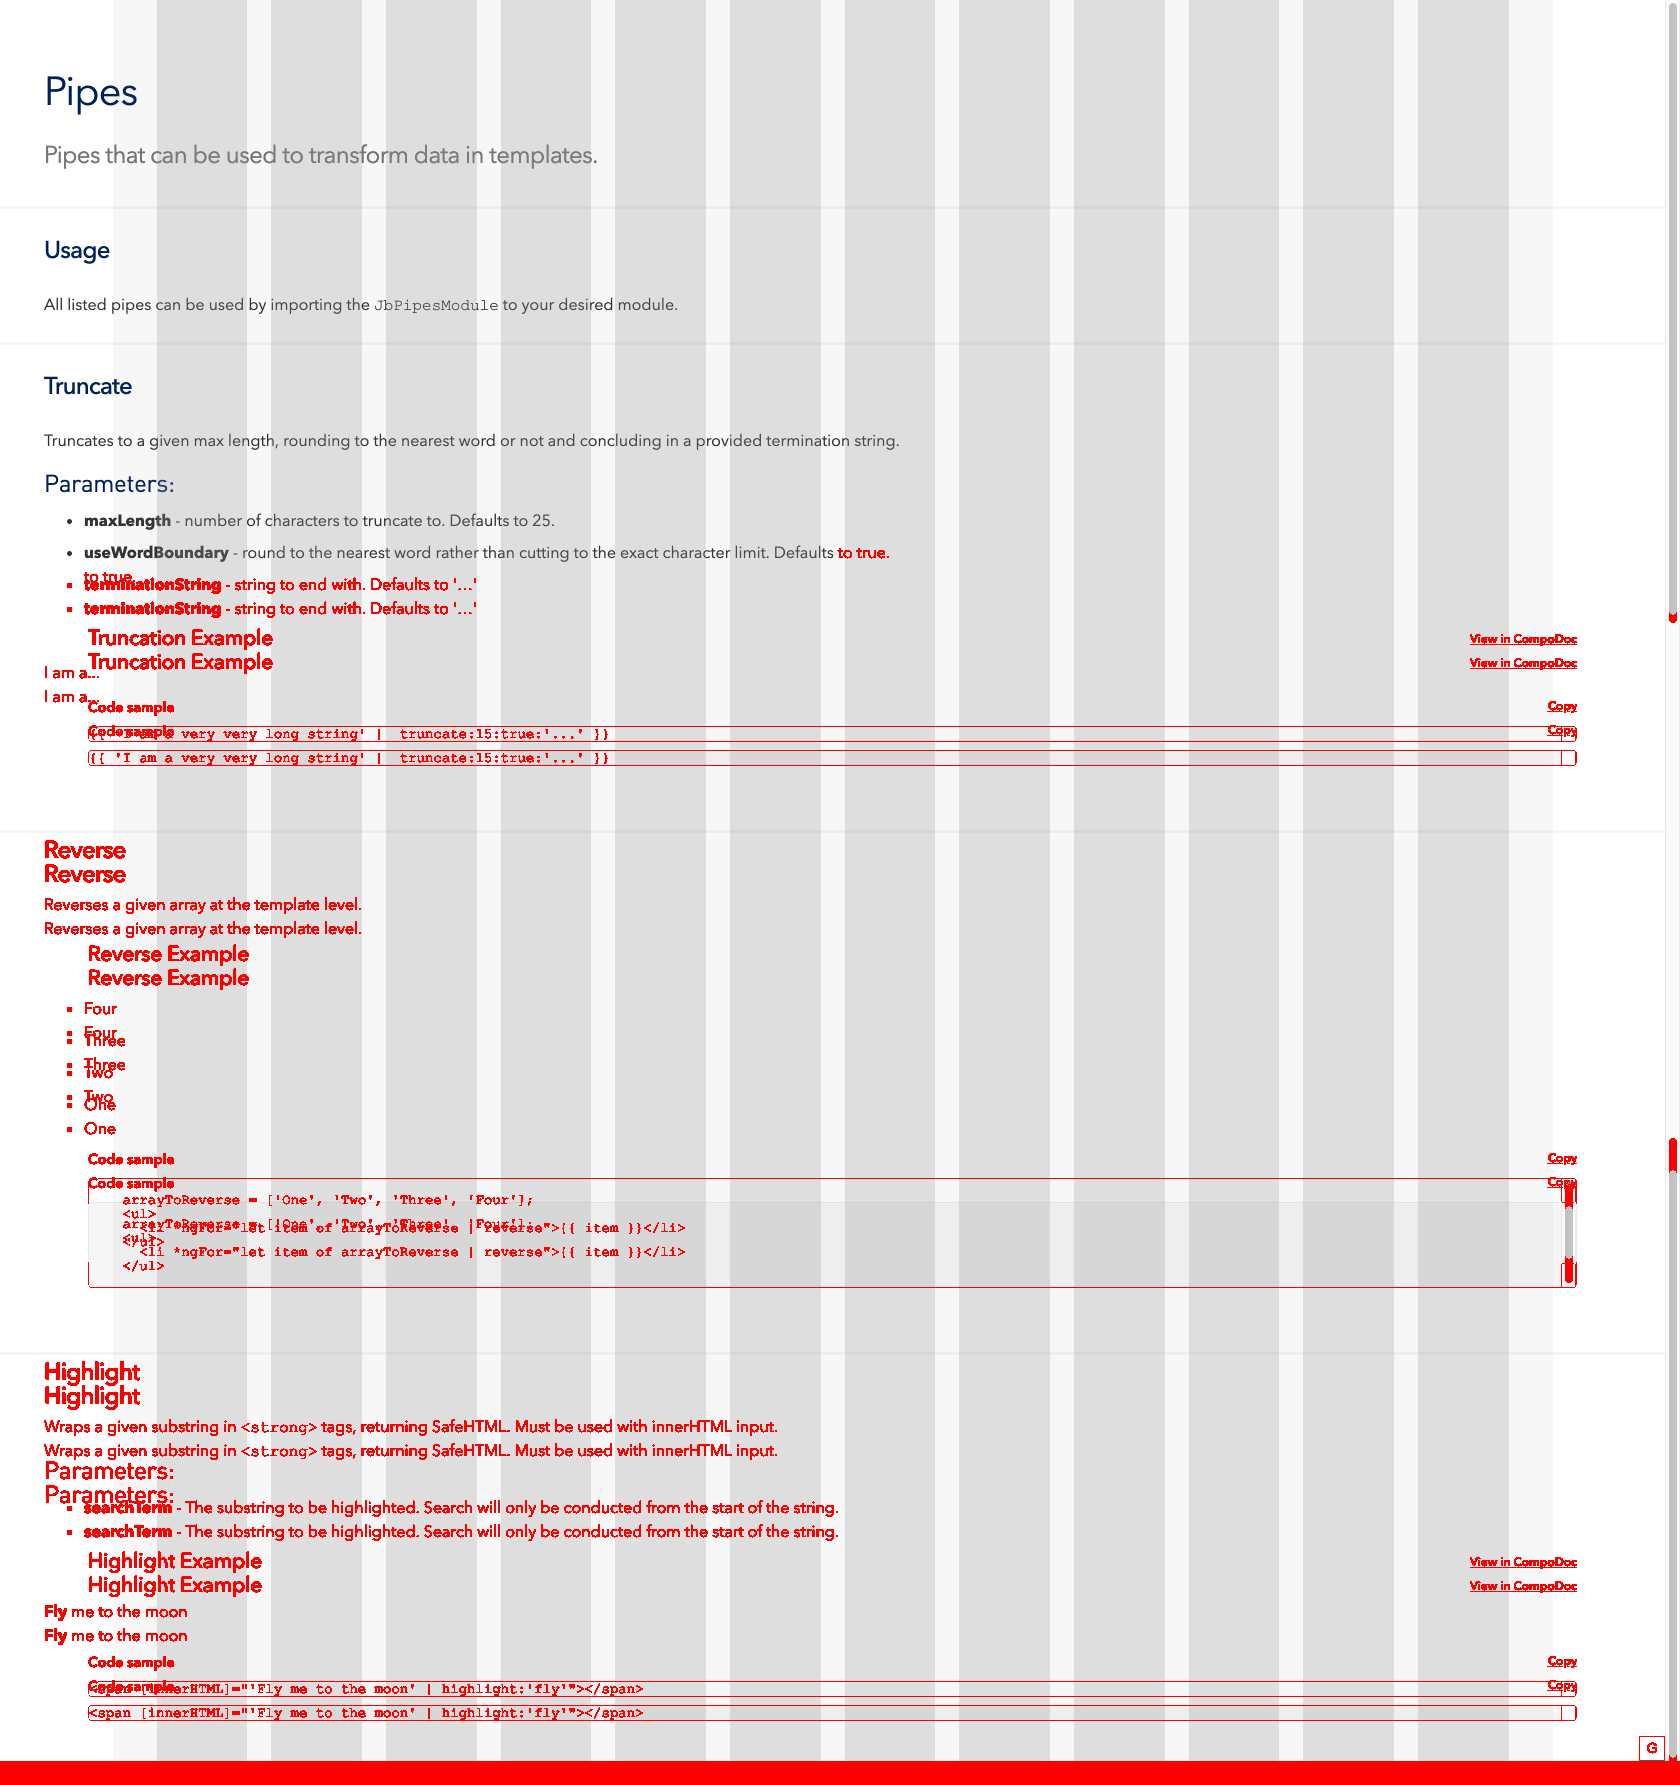 Pipes
Pipes that can be used to transform data in templates.
Usage
All listed pipes can be used by importing the JbPipesModule to your desired module.
Truncate
Truncates to a given max length, rounding to the nearest word or not and concluding in a provided termination string.
Parameters:
• maxLength - number of characters to truncate to. Defaults to 25.
• useWordBoundary - round to the nearest word rather than cutting to the exact character limit. Defaults to true.
to true.
• terminationString - string to end with. Defaults to '...'
• terminationString - string to end with. Defaults to '...'
Truncation Example View in CompoDoc
Truncation Example View in CompoDoc
I am a...
I am a...
Code sample Copy
Code sample Copy
{{ 'I am a very very long string' |  truncate:15:true:'...' }}
{{ 'I am a very very long string' |  truncate:15:true:'...' }}
Reverse
Reverse
Reverses a given array at the template level.
Reverses a given array at the template level.
Reverse Example
Reverse Example
• Four
• Four
• Three
• Three
• Two
• Two
• One
• One
Code sample Copy
Code sample Copy
arrayToReverse = ['One', 'Two', 'Three', 'Four'];
<ul>
arrayToReverse = ['One', 'Two', 'Three', 'Four'];
<li *ngFor="let item of arrayToReverse | reverse">{{ item }}</li>
<ul>
</ul>
<li *ngFor="let item of arrayToReverse | reverse">{{ item }}</li>
</ul>
Highlight
Highlight
Wraps a given substring in <strong> tags, returning SafeHTML. Must be used with innerHTML input.
Wraps a given substring in <strong> tags, returning SafeHTML. Must be used with innerHTML input.
Parameters:
Parameters:
• searchTerm - The substring to be highlighted. Search will only be conducted from the start of the string.
• searchTerm - The substring to be highlighted. Search will only be conducted from the start of the string.
Highlight Example View in CompoDoc
Highlight Example View in CompoDoc
Fly me to the moon
Fly me to the moon
Code sample Copy
Code sample Copy
<span [innerHTML]="'Fly me to the moon' | highlight:'fly'"></span>
<span [innerHTML]="'Fly me to the moon' | highlight:'fly'"></span>
G